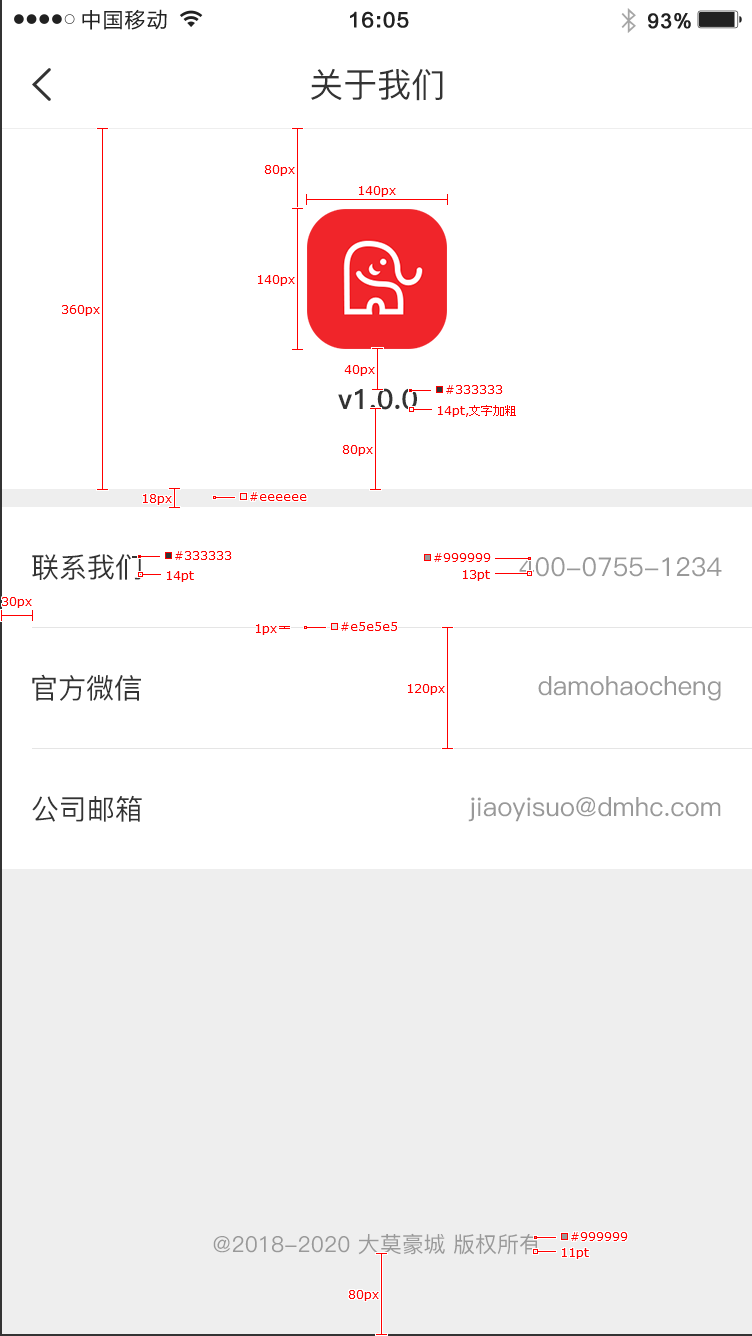 中国移动 16:05 93%
关于我们
80px
140px
140px
360px
40px
#333333
v1.0.0
14pt,文字加粗
80px
18px
#eeeeee
#333333
#999999
联系我们
400-0755-1234
14pt
13pt
30px
1px
#e5e5e5
官方微信
120px
damohaocheng
公司邮箱
jiaoyisuo@dmhc.com
#999999
@2018-2020 大莫豪城 版权所有
11pt
80px